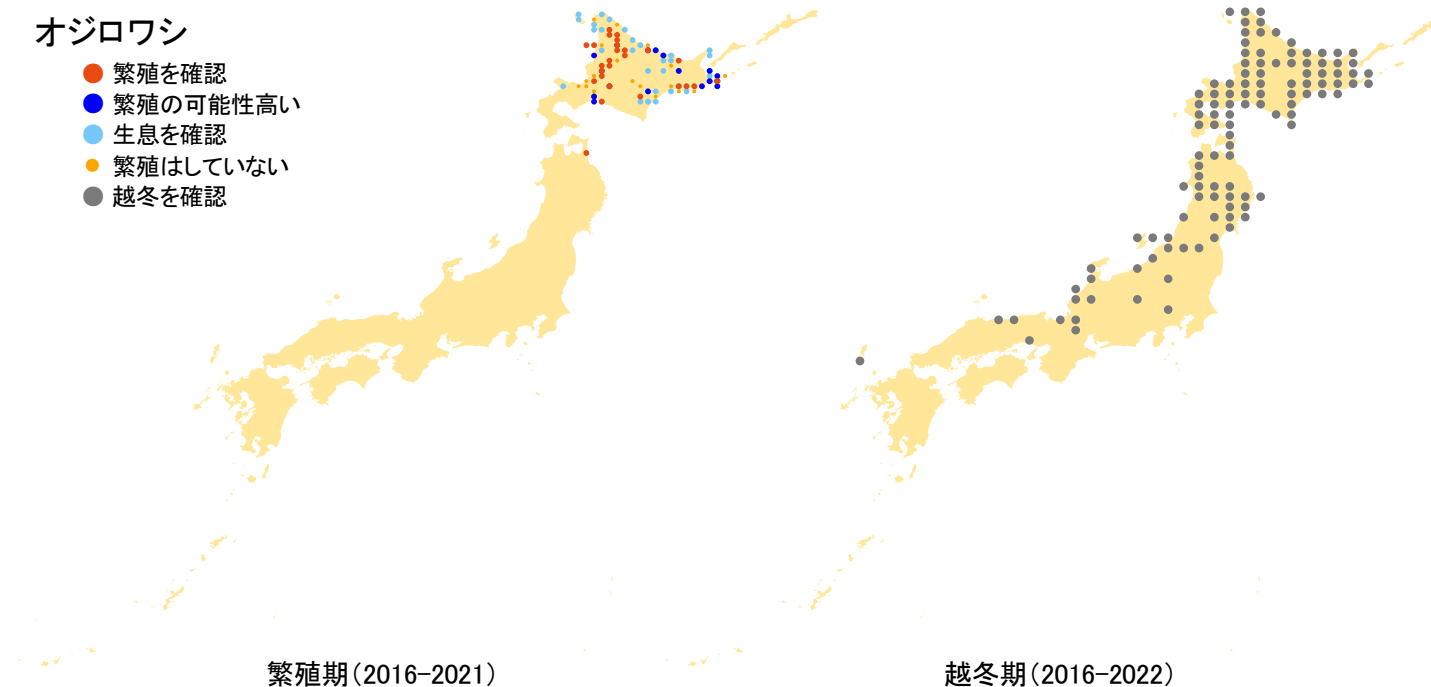 オジロワシ
繁殖を確認
繁殖の可能性高い
生息を確認
繁殖はしていない
越冬を確認
繁殖期(2016-2021)
越冬期(2016-2022)